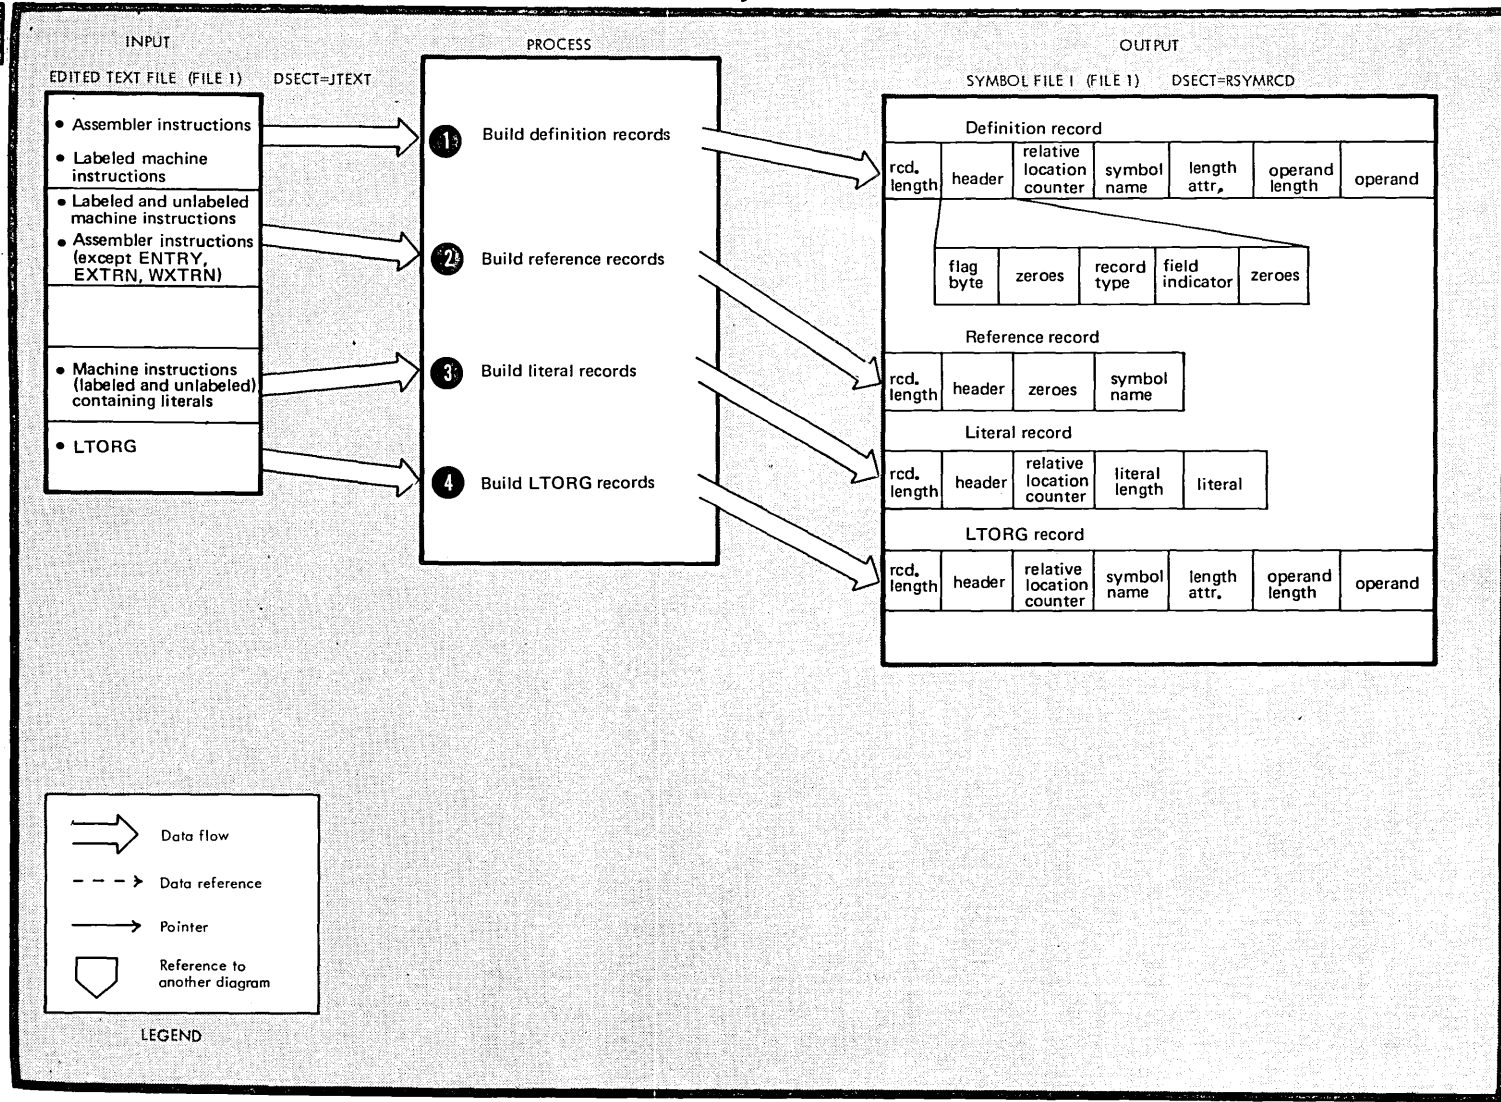 INPUT
EDITED TEXT FILE (FILE 1) DSECT=JTEXT
• Assembler instructions
• Labeled machine
instructions
• Labeled and unlabeled
machine instructions
• Assembler instructions
(except ENTRY,
EXTRN, WXTRN)
• Machine instructions
(labeled and unlabeled)
containing literals
• LTORG
PROCESS
1 Build definition records
2 Build reference records
3 Build literal records
4 Build LTORG records
OUTPUT
SYMBOL FILE I (FILE 1) DSECT=RSYMRCD
Definition record
rcd.
length
header
relative
location
counter
symbol
name
length
attr.
operand
length
operand
flag
byte
zeroes
record
type
field
indicator
zeroes
Reference record
rcd.
length
header
zeroes
symbol
name
Literal record
rcd.
length
header
relative
location
counter
literal
length
literal
LTORG record
rcd.
length
header
relative
location
counter
symbol
name
length
attr.
operand
length
operand
Data flow
Data reference
Pointer
Reference to
another diagram
LEGEND